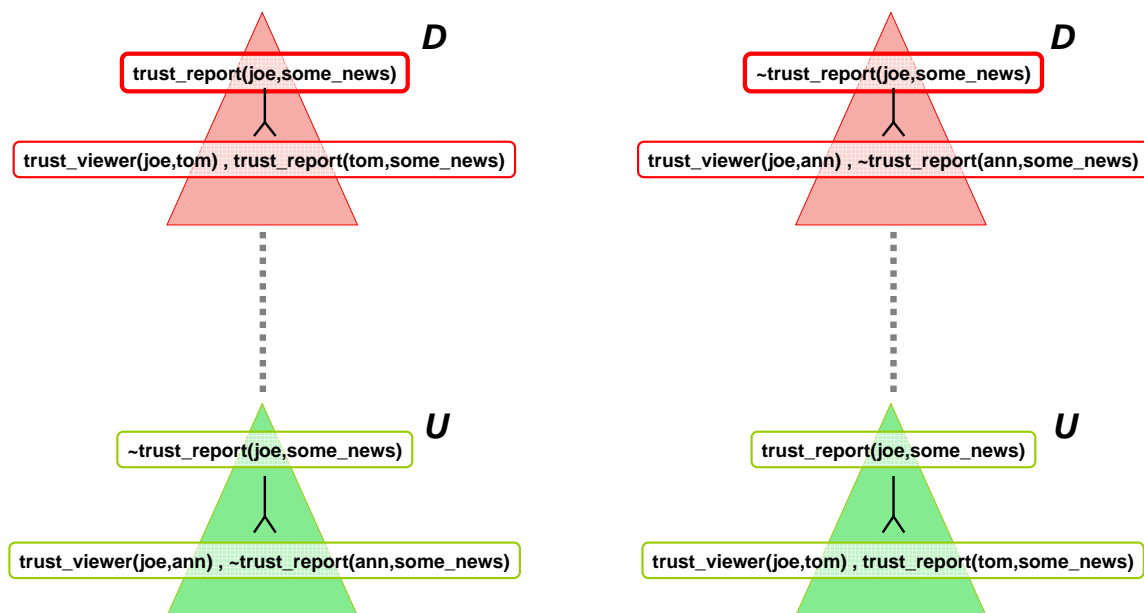 D
trust_report(joe,some_news)
trust_viewer(joe,tom) , trust_report(tom,some_news)
U
~trust_report(joe,some_news)
trust_viewer(joe,ann) , ~trust_report(ann,some_news)
D
~trust_report(joe,some_news)
trust_viewer(joe,ann) , ~trust_report(ann,some_news)
U
trust_report(joe,some_news)
trust_viewer(joe,tom) , trust_report(tom,some_news)